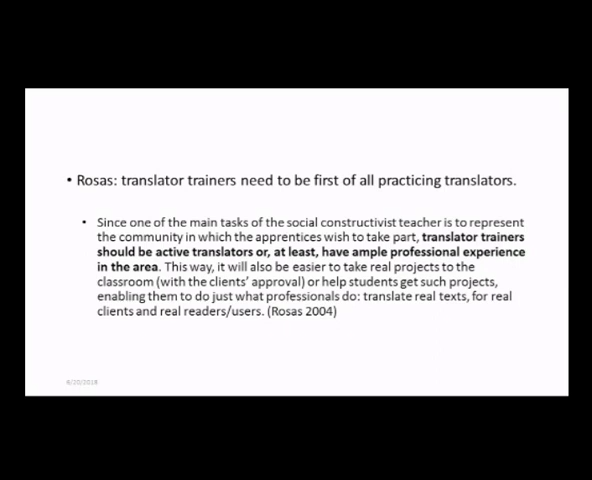 • Rosas: translator trainers need to be first of all practicing translators.
• Since one of the main tasks of the social constructivist teacher is to represent
the community in which the apprentices wish to take part, translator trainers
should be active translators or, at least, have ample professional experience
in the area. This way, it will also be easier to take real projects to the
classroom (with the clients' approval) or help students get such projects,
enabling them to do just what professionals do: translate real texts, for real
clients and real readers/users. (Rosas 2004)
6/20/2018